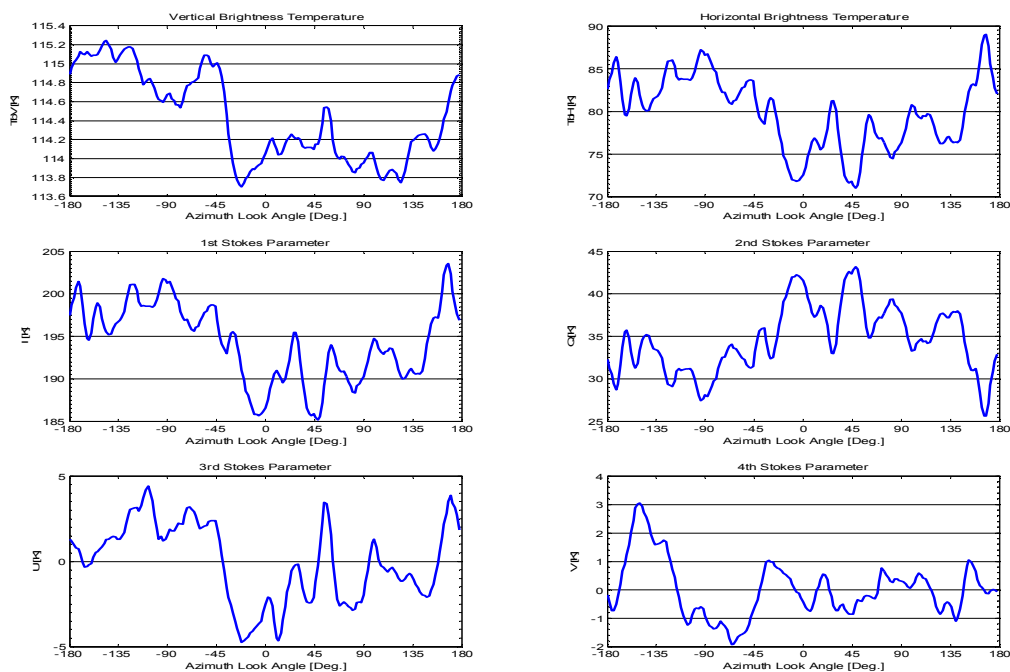 Vertical Brightness Temperature
115.4
115.2
115
114.8
114.6
114.4
114.2
114
113.8
113.6
TbV[K]
-180 -135 -90 -45 0 45 90 135 180
Azimuth Look Angle [Deg.]
Horizontal Brightness Temperature
90
85
80
75
70
TbH[K]
-180 -135 -90 -45 0 45 90 135 180
Azimuth Look Angle [Deg.]
1st Stokes Parameter
205
200
195
190
185
I [K]
-180 -135 -90 -45 0 45 90 135 180
Azimuth Look Angle [Deg.]
2nd Stokes Parameter
45
40
35
30
25
Q[K]
-180 -135 -90 -45 0 45 90 135 180
Azimuth Look Angle [Deg.]
3rd Stokes Parameter
5
0
-5
U[K]
-180 -135 -90 -45 0 45 90 135 180
Azimuth Look Angle [Deg.]
4th Stokes Parameter
4
3
2
1
0
-1
-2
V[K]
-180 -135 -90 -45 0 45 90 135 180
Azimuth Look Angle [Deg.]